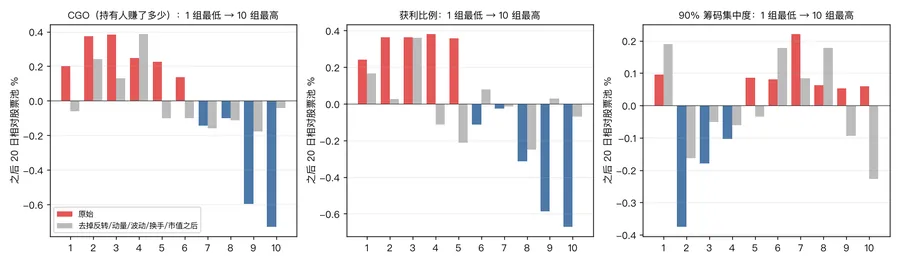 CGO（持有人赚了多少）：1 组最低 → 10 组最高
之后 20 日相对股票池 %
0.4
0.2
0.0
−0.2
−0.4
−0.6
原始
去掉反转/动量/波动/换手/市值之后
1 2 3 4 5 6 7 8 9 10
获利比例：1 组最低 → 10 组最高
之后 20 日相对股票池 %
0.4
0.2
0.0
−0.2
−0.4
−0.6
1 2 3 4 5 6 7 8 9 10
90% 筹码集中度：1 组最低 → 10 组最高
之后 20 日相对股票池 %
0.2
0.1
0.0
−0.1
−0.2
−0.3
−0.4
1 2 3 4 5 6 7 8 9 10